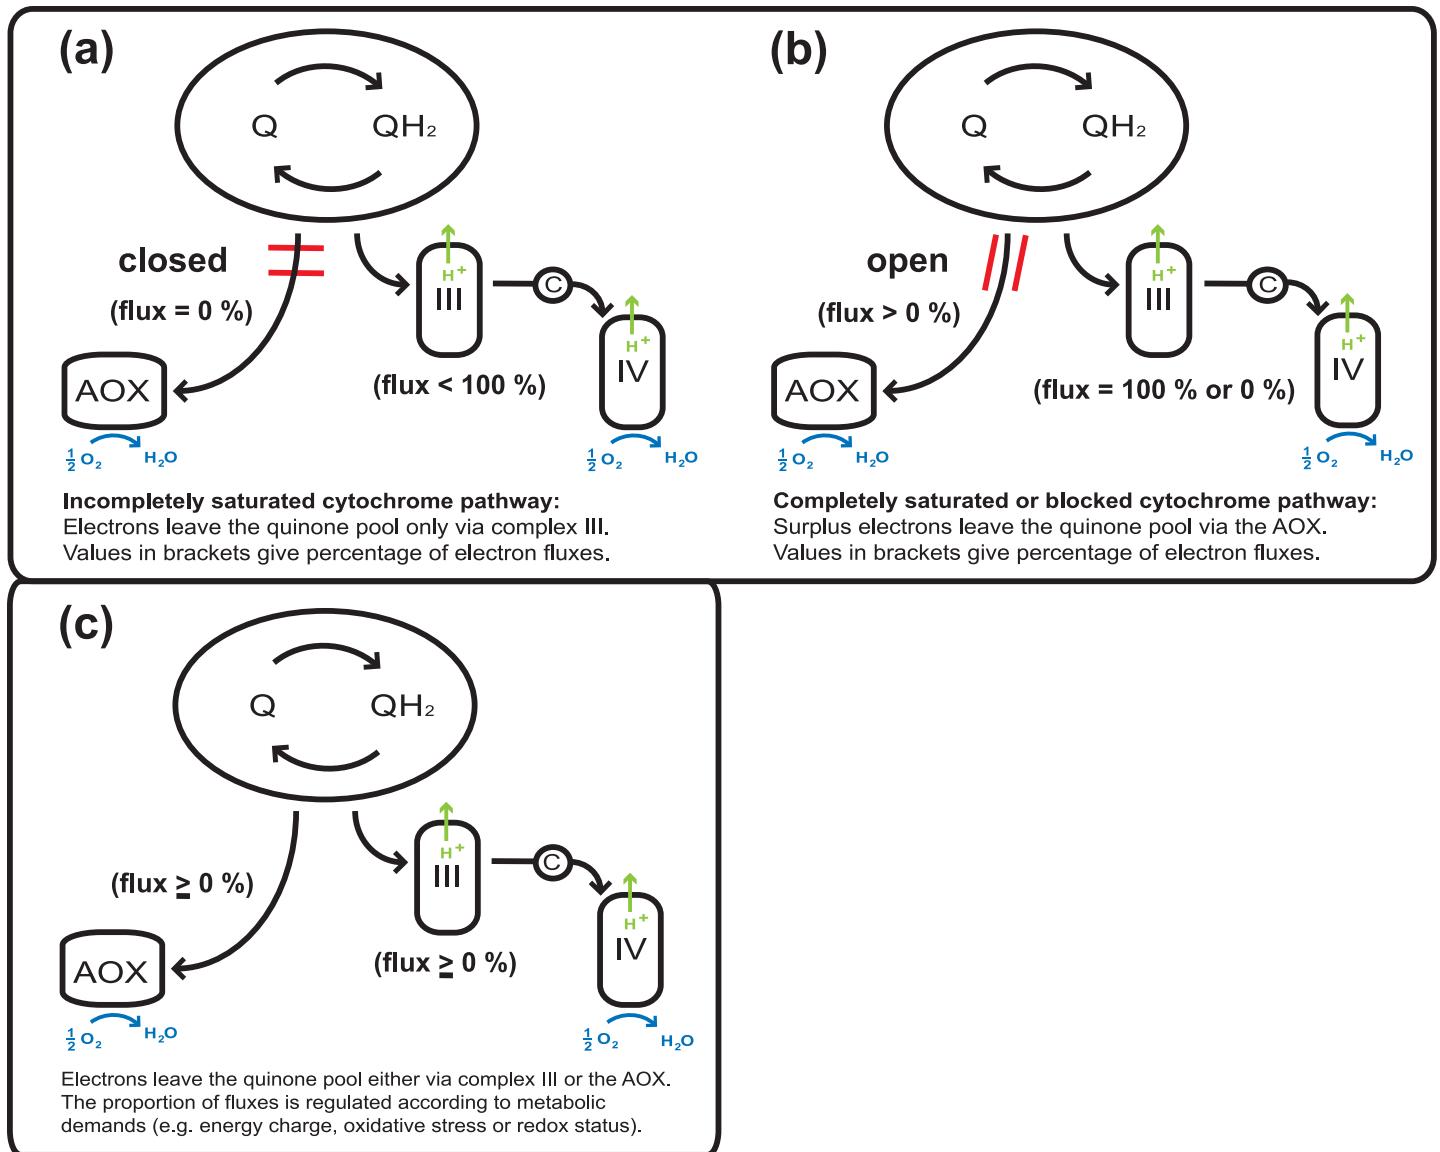 (a)
Q QH₂
closed
(flux = 0 %)
H⁺
III
C
H⁺
IV
(flux < 100 %)
AOX
½ O₂ H₂O
½ O₂ H₂O
Incompletely saturated cytochrome pathway:
Electrons leave the quinone pool only via complex III.
Values in brackets give percentage of electron fluxes.
(b)
Q QH₂
open
(flux > 0 %)
H⁺
III
C
H⁺
IV
(flux = 100 % or 0 %)
AOX
½ O₂ H₂O
½ O₂ H₂O
Completely saturated or blocked cytochrome pathway:
Surplus electrons leave the quinone pool via the AOX.
Values in brackets give percentage of electron fluxes.
(c)
Q QH₂
(flux ≥ 0 %)
H⁺
III
C
H⁺
IV
(flux ≥ 0 %)
AOX
½ O₂ H₂O
½ O₂ H₂O
Electrons leave the quinone pool either via complex III or the AOX.
The proportion of fluxes is regulated according to metabolic
demands (e.g. energy charge, oxidative stress or redox status).